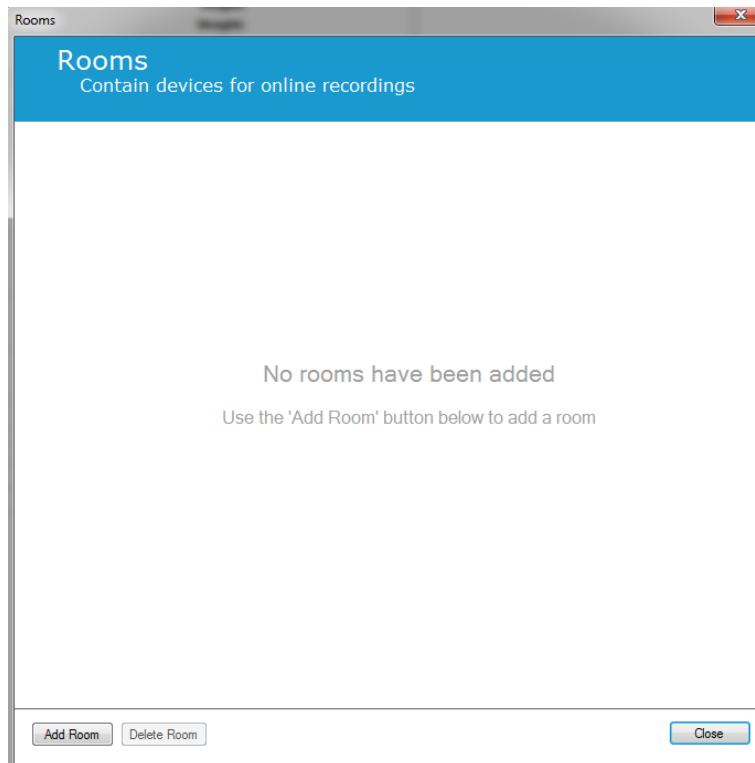 Rooms
Rooms
Contain devices for online recordings
No rooms have been added
Use the 'Add Room' button below to add a room
Add Room Delete Room Close